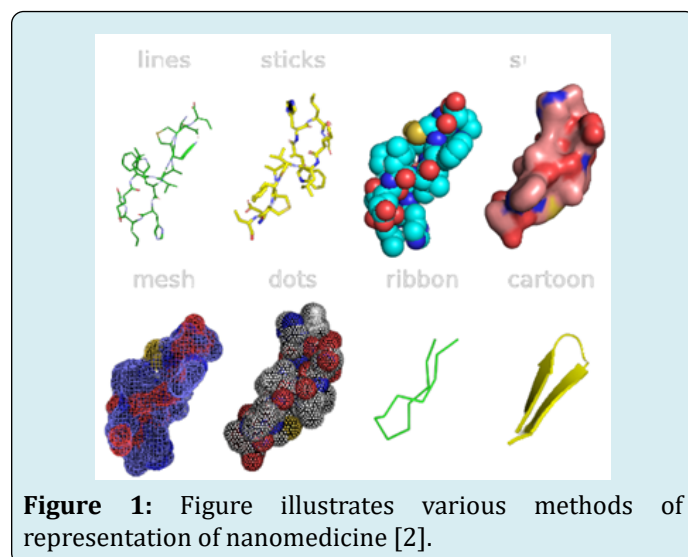 lines sticks s
mesh dots ribbon cartoon
Figure 1: Figure illustrates various methods of
representation of nanomedicine [2].